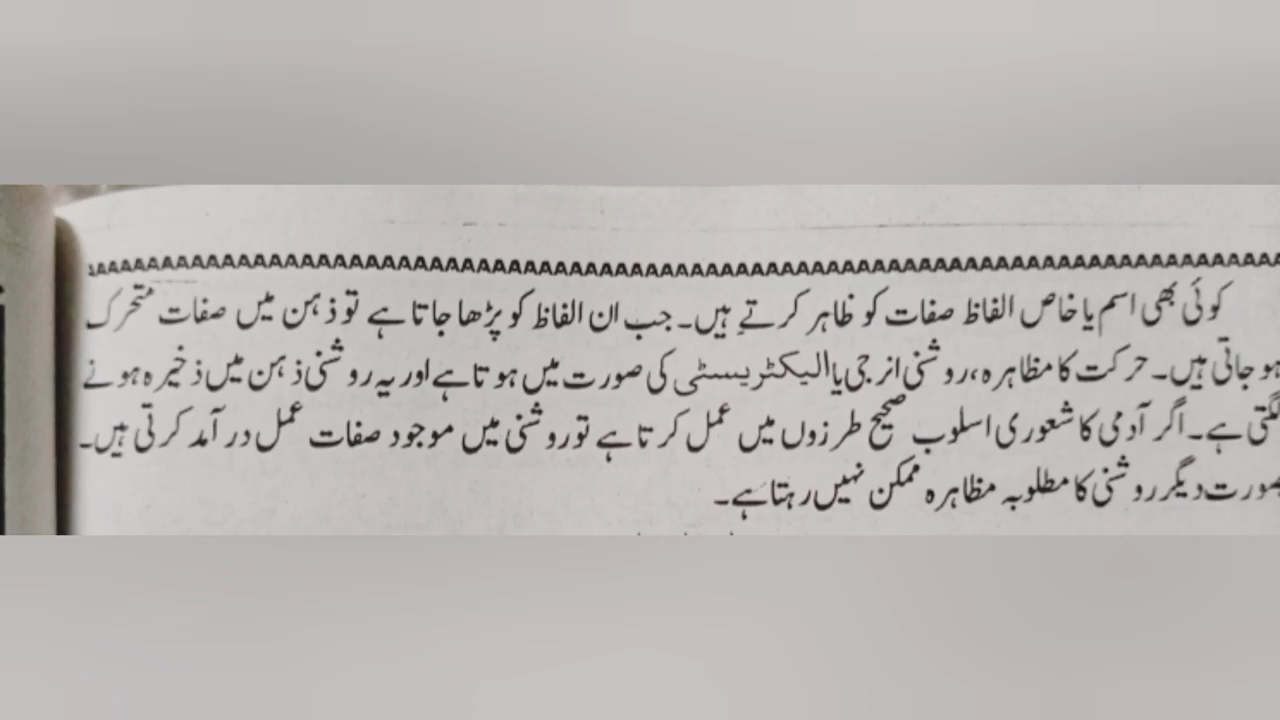 کوئی بھی اسم یا خاص الفاظ صفات کو ظاہر کرتے ہیں۔ جب ان الفاظ کو پڑھا جاتا ہے تو ذہن میں صفات متحرک
ہو جاتی ہیں۔ حرکت کا مظاہرہ، روشنی انرجی یا الیکٹریسٹی کی صورت میں ہوتا ہے اور یہ روشنی ذہن میں ذخیرہ ہونے
لگتی ہے۔ اگر آدمی کا شعوری اسلوب صحیح طرزوں میں عمل کرتا ہے تو روشنی میں موجود صفات عمل در آمد کرتی ہیں۔
بصورت دیگر روشنی کا مطلوبہ مظاہرہ ممکن نہیں رہتا ہے۔